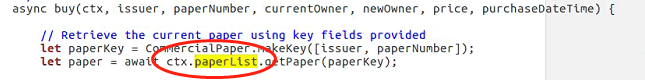 async buy(ctx, issuer, paperNumber, currentOwner, newOwner, price, purchaseDateTime) {
// Retrieve the current paper using key fields provided
let paperKey = CommercialPaper.makeKey([issuer, paperNumber]);
let paper = await ctx.paperList.getPaper(paperKey);